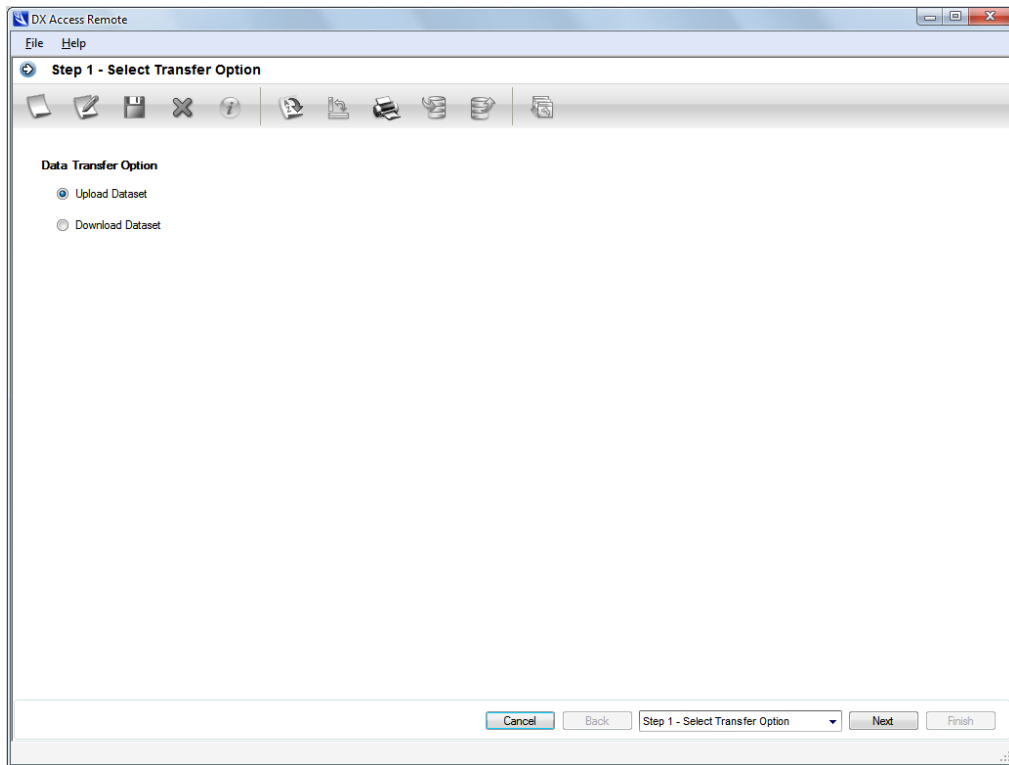 DX Access Remote
File Help
Step 1 - Select Transfer Option
Data Transfer Option
Upload Dataset
Download Dataset
Cancel Back Step 1 - Select Transfer Option Next Finish